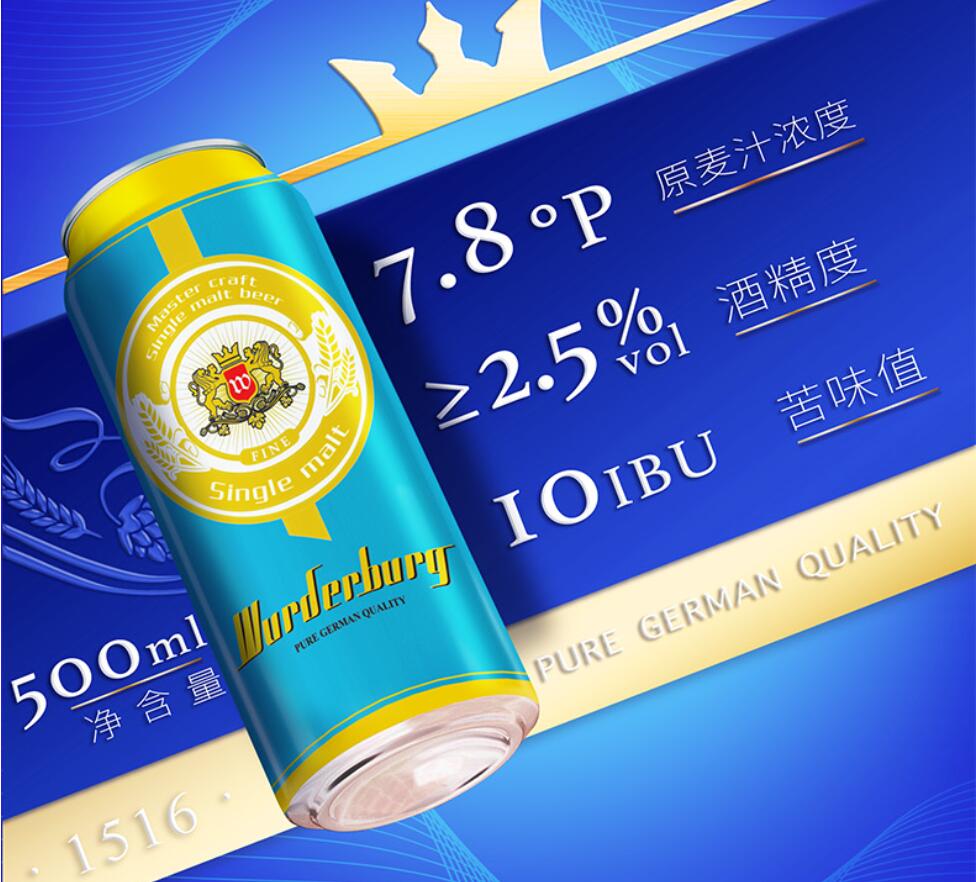 7.8 °P 原麦汁浓度
≥2.5%vol 酒精度
10IBU 苦味值
Master craft
Single malt beer
W
FINE
Single malt
Wurderburg
PURE GERMAN QUALITY
500ml
净含量
PURE GERMAN QUALITY
· 1516 ·